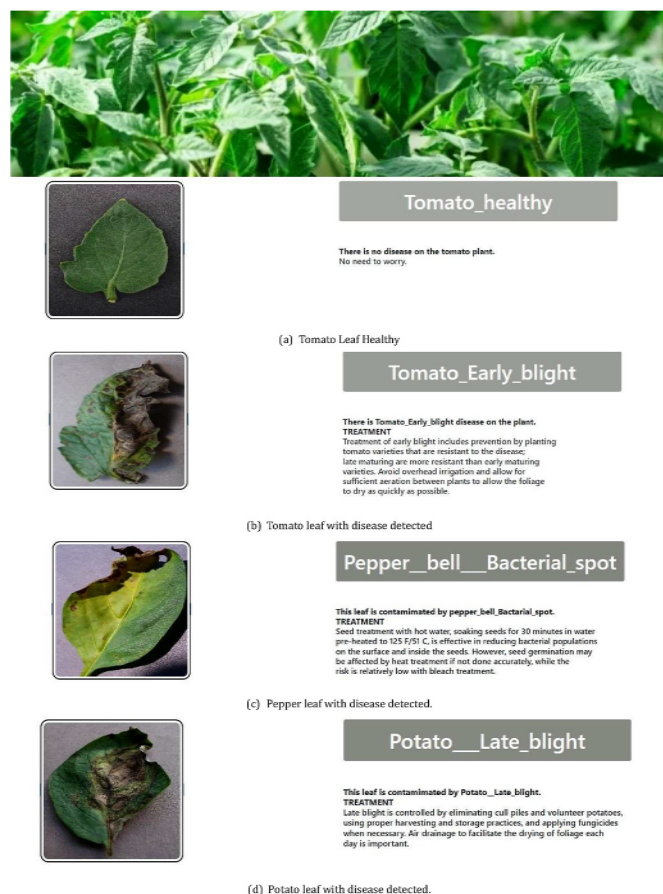 Tomato_healthy
There is no disease on the tomato plant.
No need to worry.
(a) Tomato Leaf Healthy
Tomato_Early_blight
There is Tomato_Early_blight disease on the plant.
TREATMENT
Treatment of early blight includes prevention by planting
tomato varieties that are resistant to the disease;
late maturing are more resistant than early maturing
varieties. Avoid overhead irrigation and allow for
sufficient aeration between plants to allow the foliage
to dry as quickly as possible.
(b) Tomato leaf with disease detected
Pepper__bell___Bacterial_spot
This leaf is contamimated by pepper_bell_Bactarial_spot.
TREATMENT
Seed treatment with hot water, soaking seeds for 30 minutes in water
pre-heated to 125 F/51 C, is effective in reducing bacterial populations
on the surface and inside the seeds. However, seed germination may
be affected by heat treatment if not done accurately, while the
risk is relatively low with bleach treatment.
(c) Pepper leaf with disease detected.
Potato___Late_blight
This leaf is contamimated by Potato__Late_blight.
TREATMENT
Late blight is controlled by eliminating cull piles and volunteer potatoes,
using proper harvesting and storage practices, and applying fungicides
when necessary. Air drainage to facilitate the drying of foliage each
day is important.
(d) Potato leaf with disease detected.